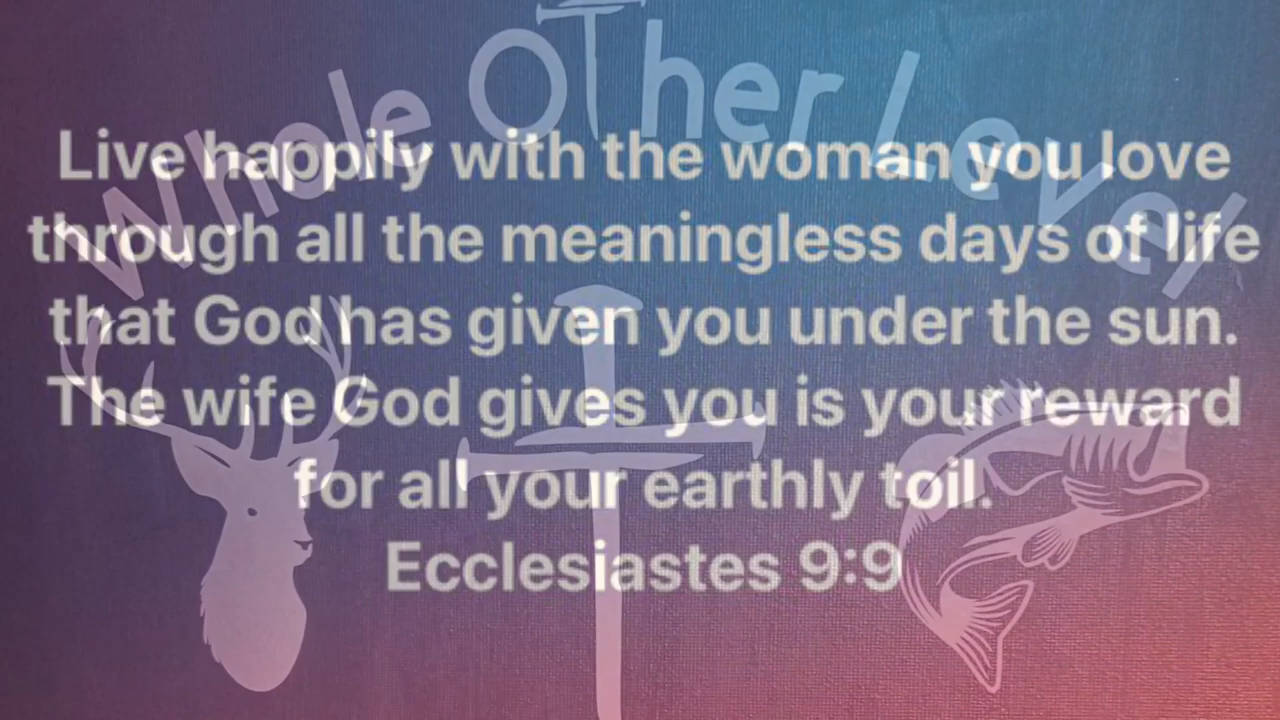 Whole OTher Level
Live happily with the woman you love
through all the meaningless days of life
that God has given you under the sun.
The wife God gives you is your reward
for all your earthly toil.
Ecclesiastes 9:9